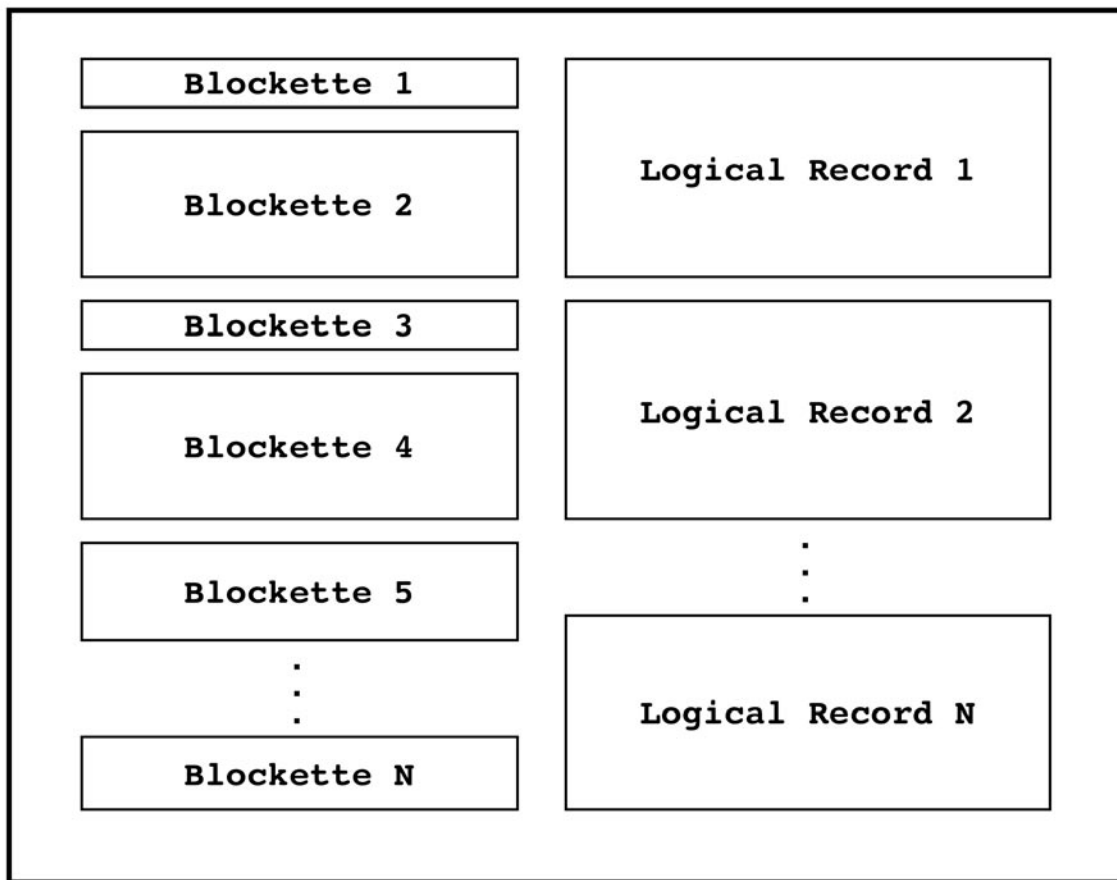 Blockette 1
Blockette 2
Blockette 3
Blockette 4
Blockette 5
.
.
.
Blockette N
Logical Record 1
Logical Record 2
.
.
.
Logical Record N